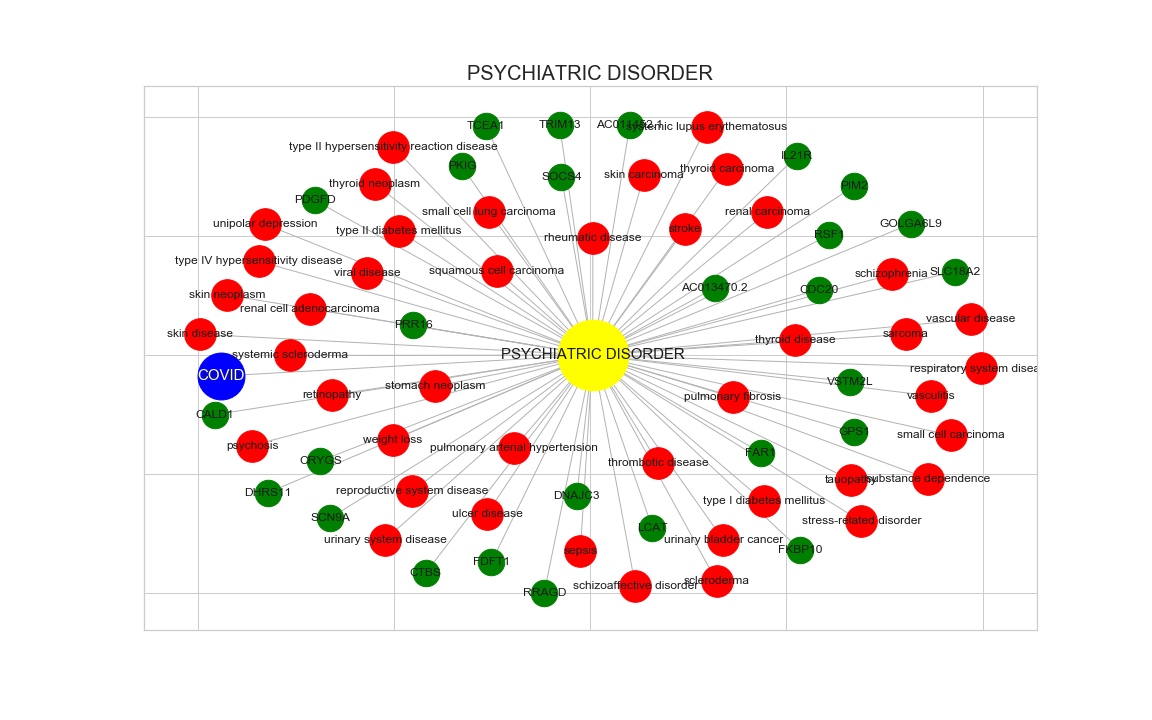 PSYCHIATRIC DISORDER
TCEA1
TRIM13
AC011452.1
systemic lupus erythematosus
type II hypersensitivity reaction disease
IL21R
PKIG
thyroid carcinoma
SOCS4
skin carcinoma
thyroid neoplasm
PIM2
PDGFD
small cell lung carcinoma
renal carcinoma
unipolar depression
GOLGA6L9
type II diabetes mellitus
stroke
RSF1
rheumatic disease
type IV hypersensitivity disease
viral disease
squamous cell carcinoma
schizophrenia
SLC18A2
AC013470.2
CDC20
skin neoplasm
renal cell adenocarcinoma
vascular disease
PRR16
skin disease
sarcoma
thyroid disease
systemic scleroderma
PSYCHIATRIC DISORDER
respiratory system disea
COVID
VSTM2L
stomach neoplasm
retinopathy
pulmonary fibrosis
vasculitis
CALD1
GPS1
small cell carcinoma
psychosis
weight loss
pulmonary arterial hypertension
FAR1
CRYGS
thrombotic disease
tauopathy
substance dependence
DHRS11
reproductive system disease
DNAJC3
type I diabetes mellitus
SCN9A
ulcer disease
stress-related disorder
LCAT
urinary system disease
urinary bladder cancer
sepsis
FKBP10
FDFT1
CTBS
scleroderma
schizoaffective disorder
RRAGD